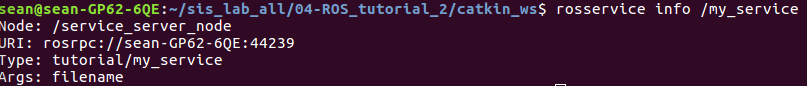 sean@sean-GP62-6QE:~/sis_lab_all/04-ROS_tutorial_2/catkin_ws$ rosservice info /my_service
Node: /service_server_node
URI: rosrpc://sean-GP62-6QE:44239
Type: tutorial/my_service
Args: filename